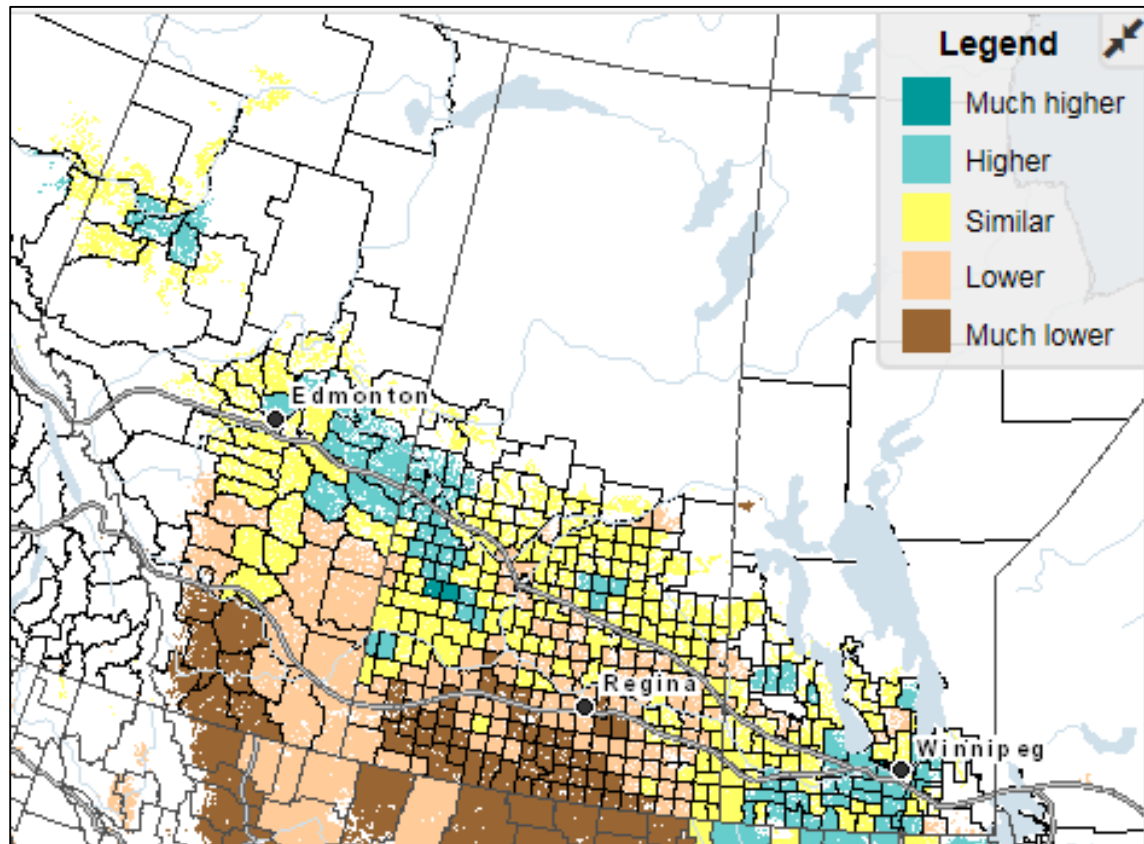 Legend
Much higher
Higher
Similar
Lower
Much lower
Edmonton
Regina
Winnipeg